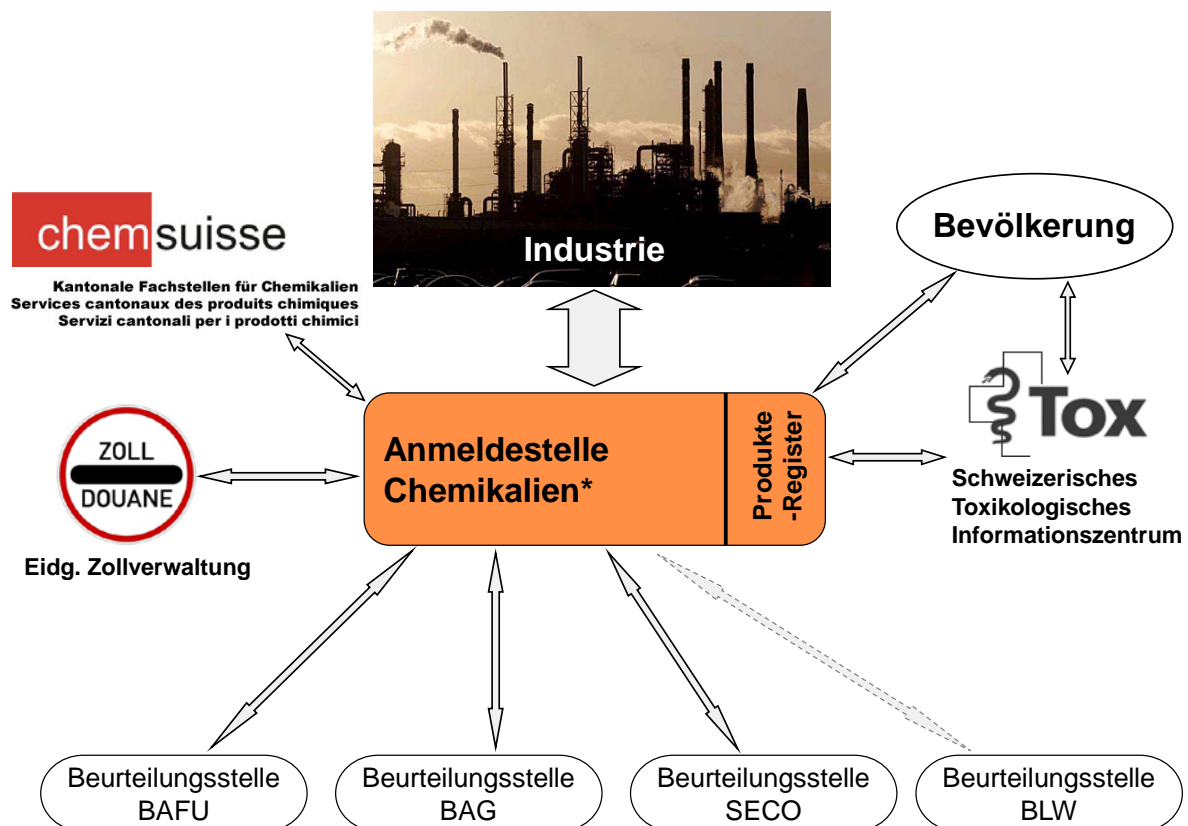 Industrie
chemsuisse
Kantonale Fachstellen für Chemikalien
Services cantonaux des produits chimiques
Servizi cantonali per i prodotti chimici
Bevölkerung
ZOLL
DOUANE
Eidg. Zollverwaltung
Anmeldestelle
Chemikalien*
Produkte
-Register
Tox
Schweizerisches
Toxikologisches
Informationszentrum
Beurteilungsstelle
BAFU
Beurteilungsstelle
BAG
Beurteilungsstelle
SECO
Beurteilungsstelle
BLW